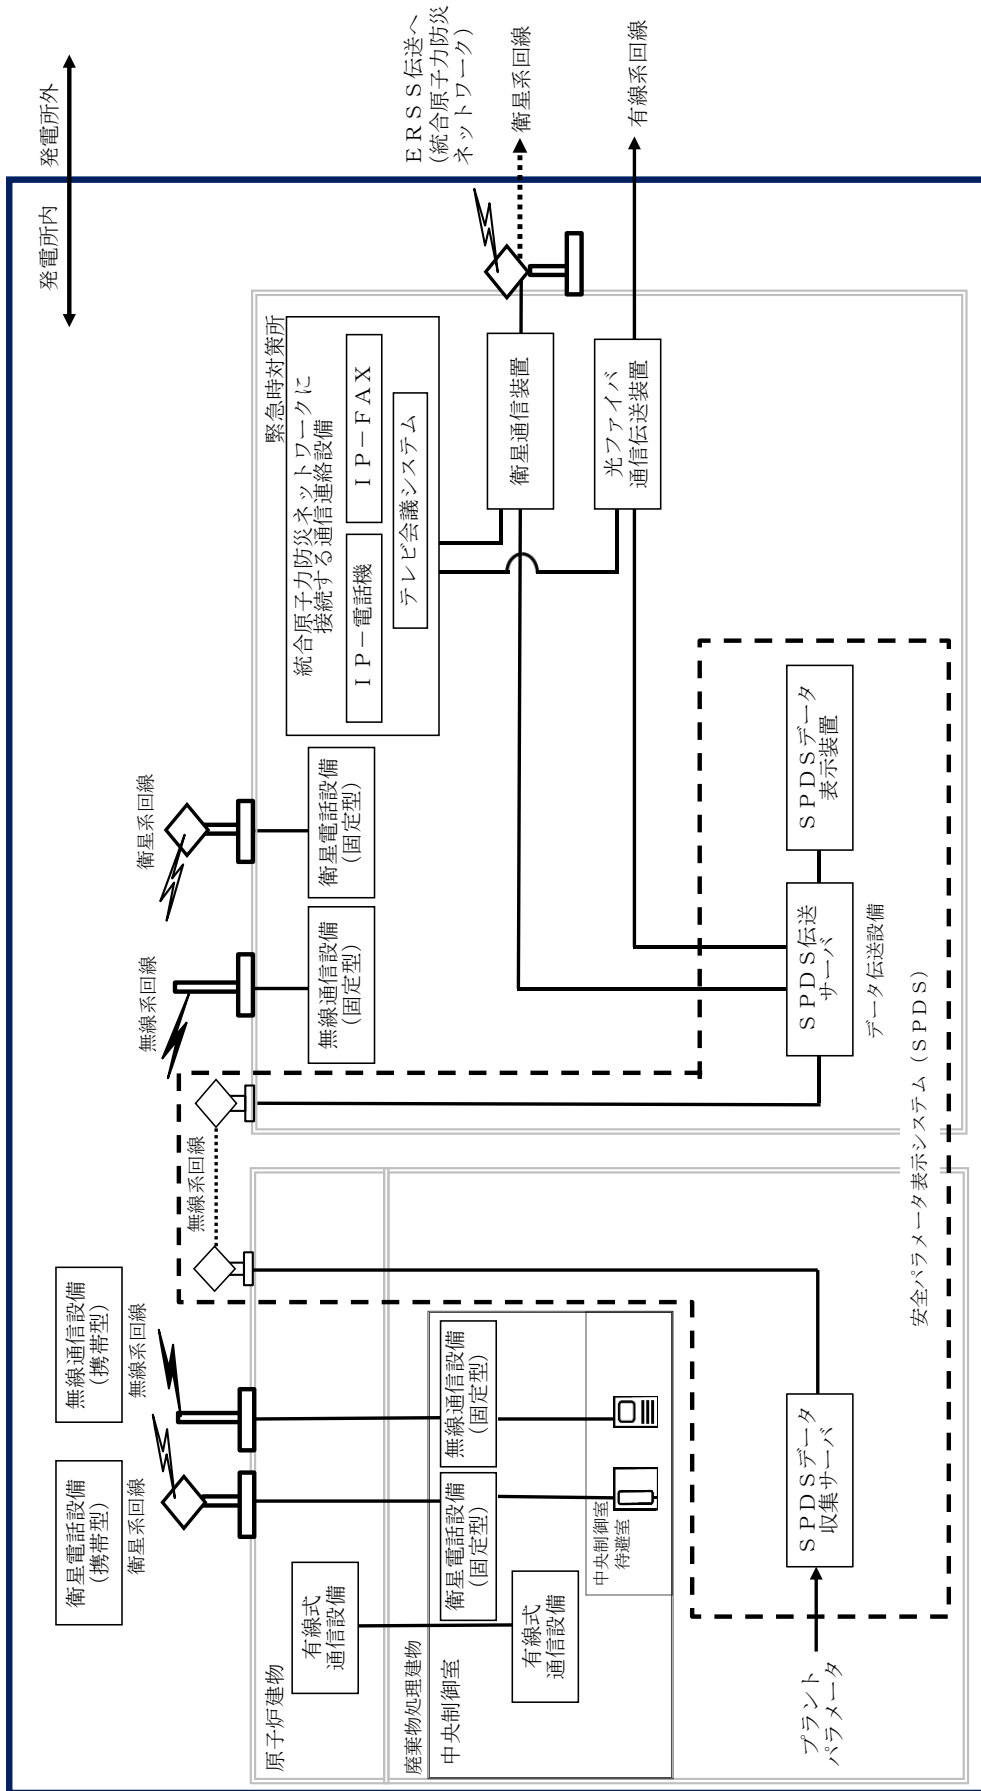 発電所内
発電所外
衛星電話設備
(携帯型)
無線通信設備
(携帯型)
衛星系回線
無線系回線
無線系回線
無線系回線
衛星系回線
原子炉建物
有線式
通信設備
廃棄物処理建物
中央制御室
有線式
通信設備
衛星電話設備
(固定型)
無線通信設備
(固定型)
中央制御室
待避室
プラント
パラメータ
ＳＰＤＳデータ
収集サーバ
無線通信設備
(固定型)
衛星電話設備
(固定型)
緊急時対策所
統合原子力防災ネットワークに
接続する通信連絡設備
ＩＰ－電話機
ＩＰ－ＦＡＸ
テレビ会議システム
衛星通信装置
光ファイバ
通信伝送装置
ＥＲＳＳ伝送へ
(統合原子力防災
ネットワーク)
衛星系回線
有線系回線
ＳＰＤＳ伝送
サーバ
ＳＰＤＳデータ
表示装置
データ伝送設備
安全パラメータ表示システム(ＳＰＤＳ)